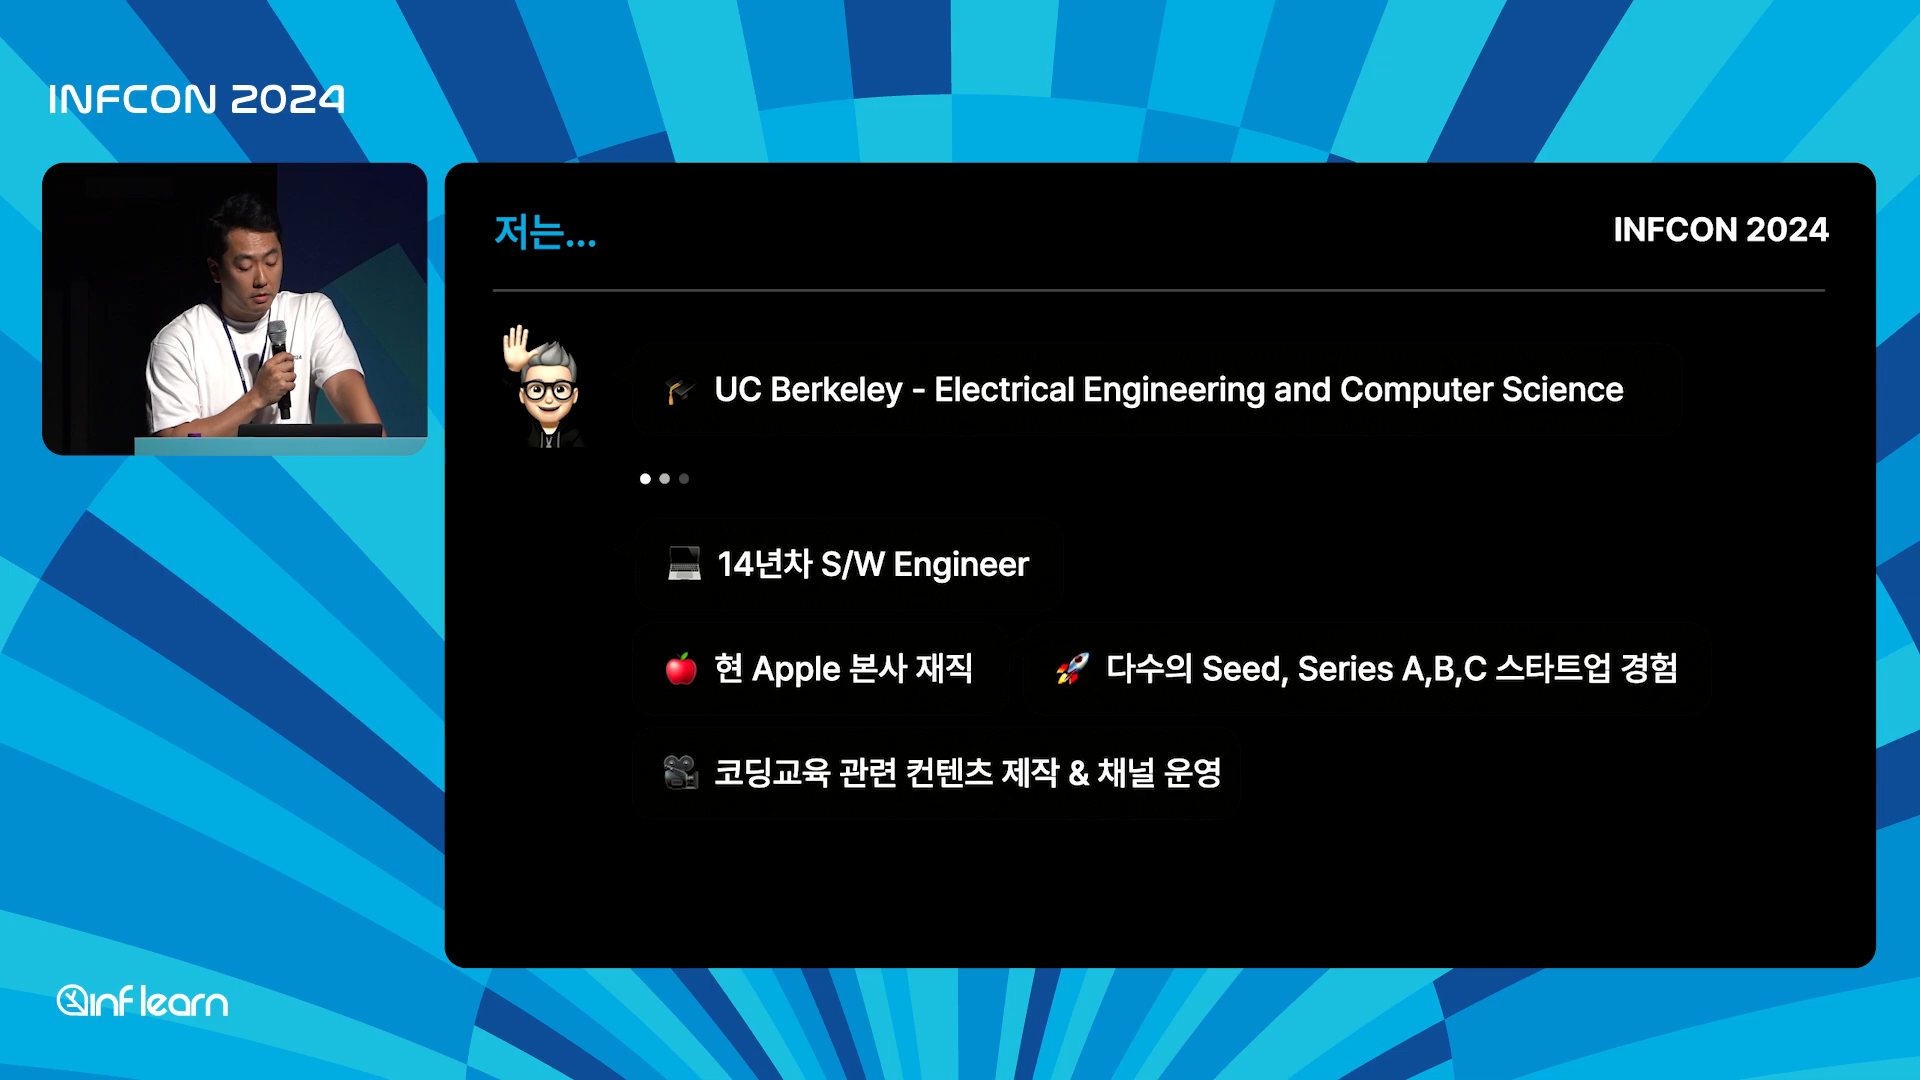 INFCON 2024
저는...
INFCON 2024
UC Berkeley - Electrical Engineering and Computer Science
14년차 S/W Engineer
현 Apple 본사 재직
다수의 Seed, Series A,B,C 스타트업 경험
코딩교육 관련 컨텐츠 제작 & 채널 운영
inflearn